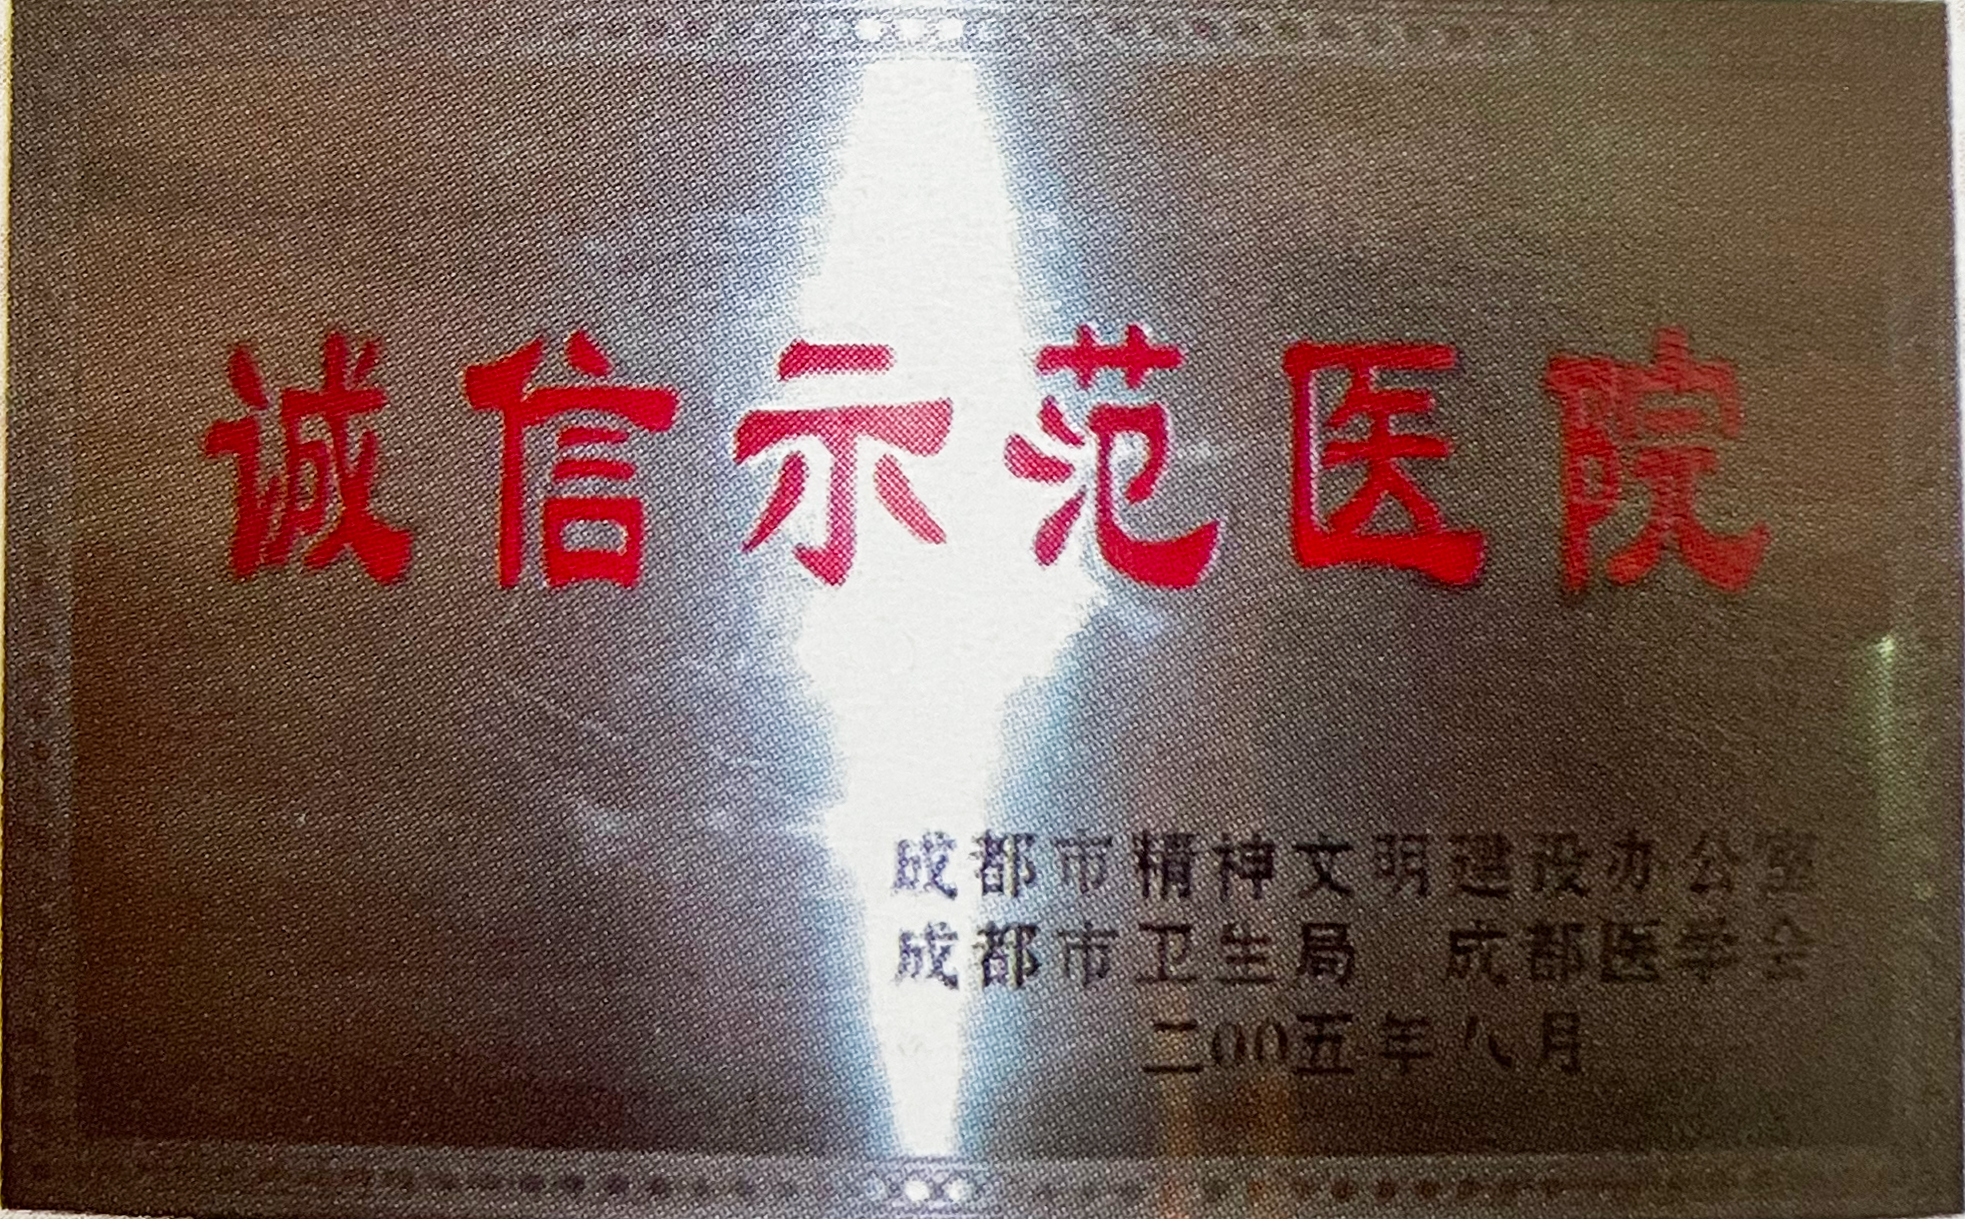 诚信示范医院
成都市精神文明建设办公室
成都市卫生局 成都医学会
二00五年八月